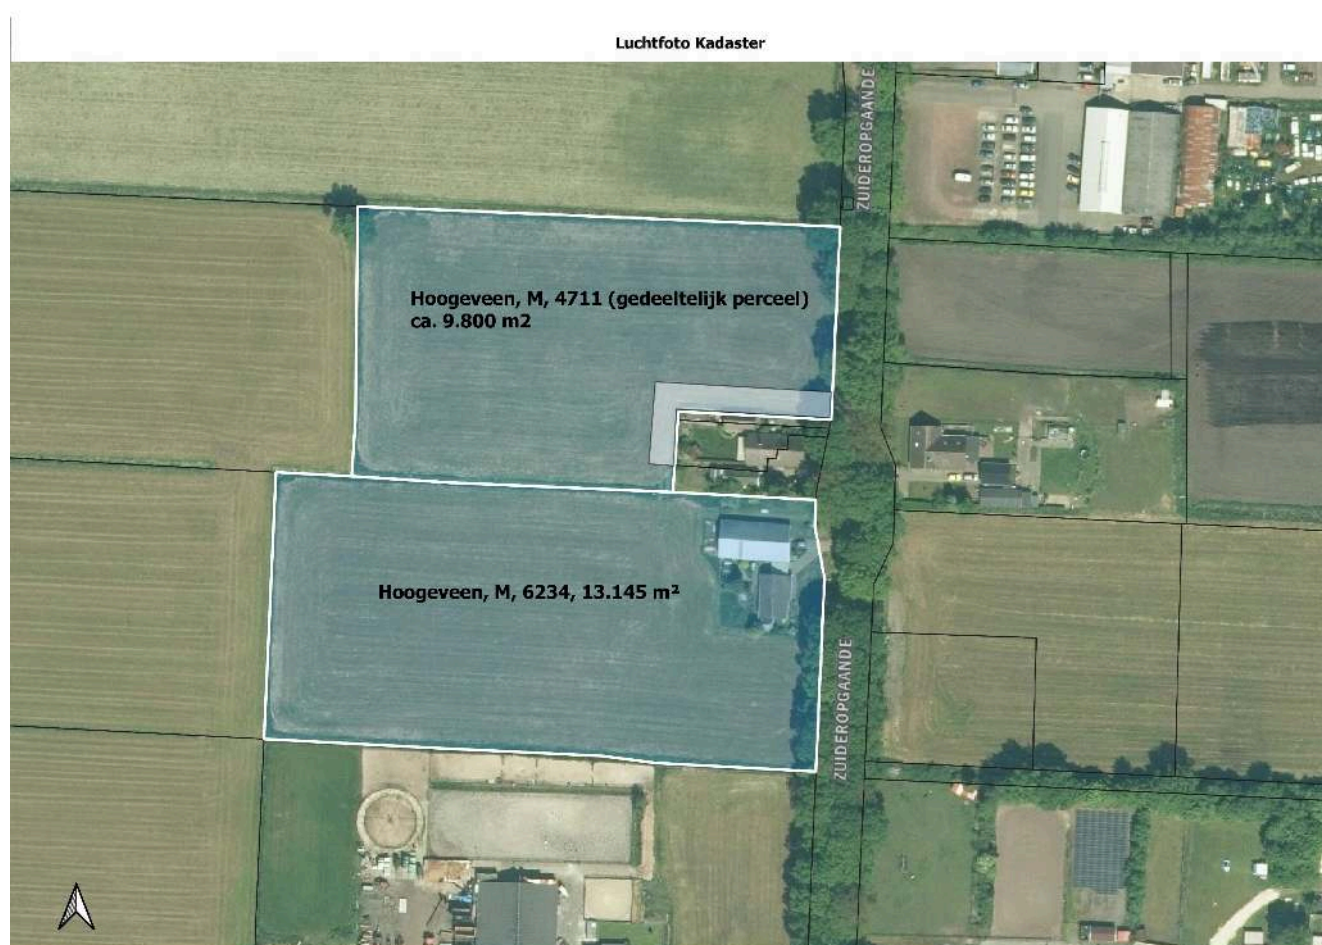 Luchtfoto Kadaster
ZUIDEROPGAANDE
Hoogeveen, M, 4711 (gedeeltelijk perceel)
ca. 9.800 m2
Hoogeveen, M, 6234, 13.145 m²
ZUIDEROPGAANDE